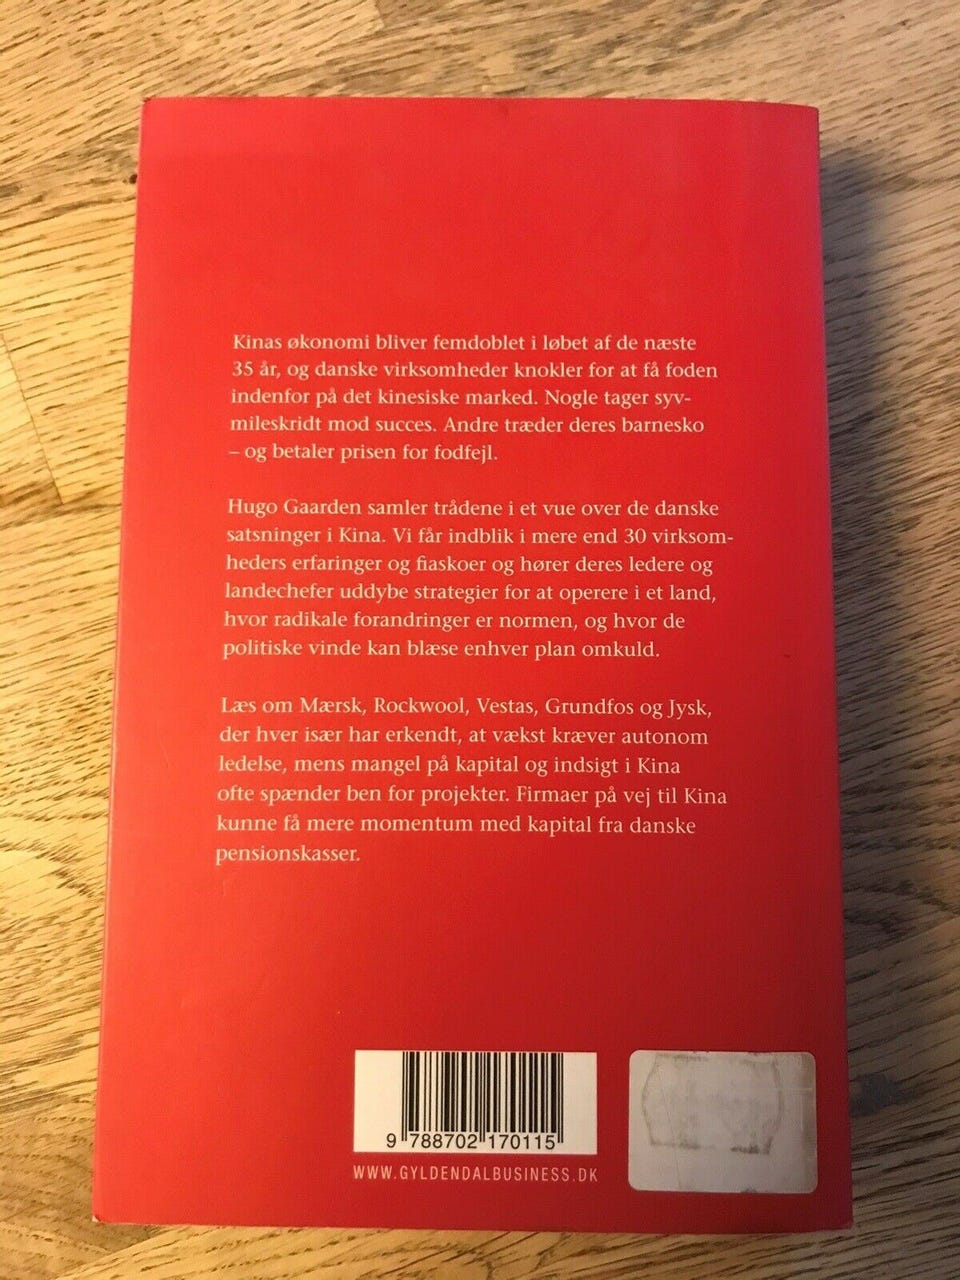 Kinas økonomi bliver femdoblet i løbet af de næste
35 år, og danske virksomheder knokler for at få foden
indenfor på det kinesiske marked. Nogle tager syv-
mileskridt mod succes. Andre træder deres barnesko
– og betaler prisen for fodfejl.
Hugo Gaarden samler trådene i et vue over de danske
satsninger i Kina. Vi får indblik i mere end 30 virksom-
heders erfaringer og fiaskoer og hører deres ledere og
landechefer uddybe strategier for at operere i et land,
hvor radikale forandringer er normen, og hvor de
politiske vinde kan blæse enhver plan omkuld.
Læs om Mærsk, Rockwool, Vestas, Grundfos og Jysk,
der hver især har erkendt, at vækst kræver autonom
ledelse, mens mangel på kapital og indsigt i Kina
ofte spænder ben for projekter. Firmaer på vej til Kina
kunne få mere momentum med kapital fra danske
pensionskasser.
9 788702 170115
WWW.GYLDENDALBUSINESS.DK